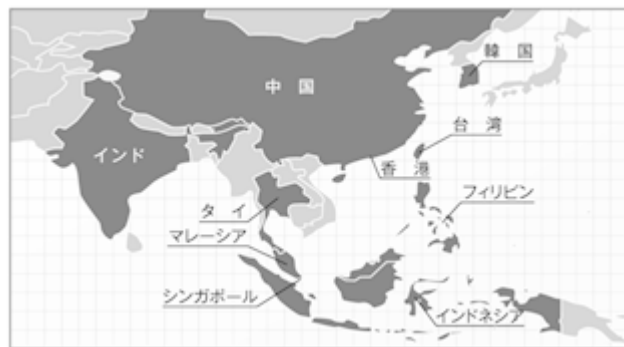 韓　国
中　国
台　湾
インド
香　港
フィリピン
タ　イ
マレーシア
シンガポール
インドネシア